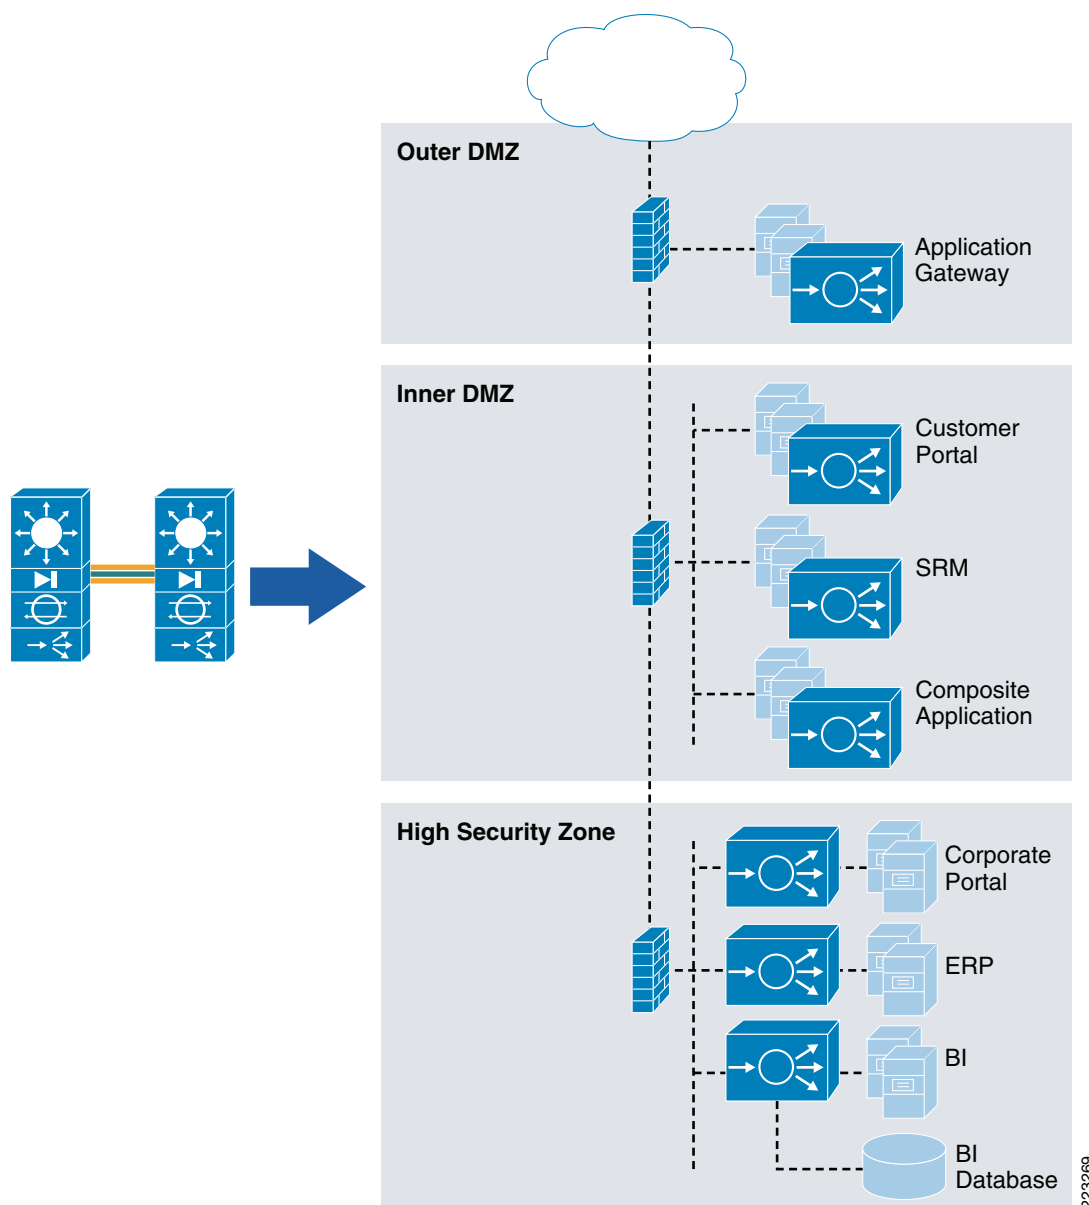 Outer DMZ
Application
Gateway
Inner DMZ
Customer
Portal
SRM
Composite
Application
High Security Zone
Corporate
Portal
ERP
BI
BI
Database
223269